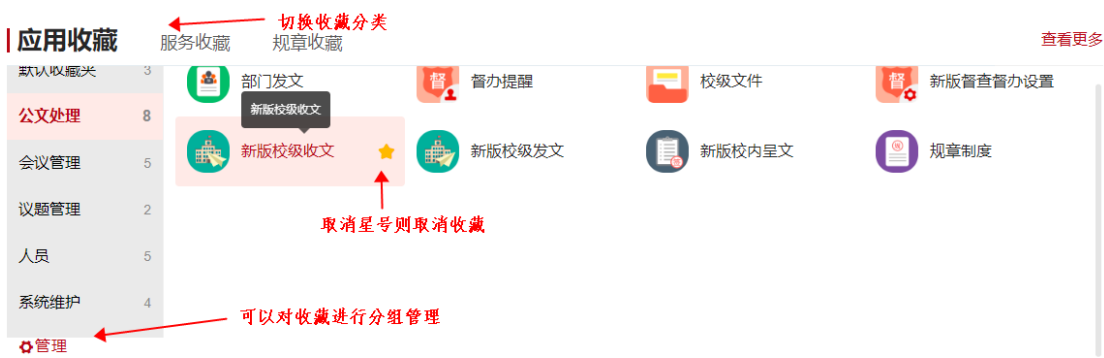 切换收藏分类
应用收藏
服务收藏
规章收藏
查看更多
默认收藏夹 3
部门发文
督办提醒
校级文件
新版督查督办设置
公文处理 8
新版校级收文
新版校级收文
新版校级发文
新版校内呈文
规章制度
会议管理 5
议题管理 2
取消星号则取消收藏
人员 5
系统维护 4
可以对收藏进行分组管理
管理